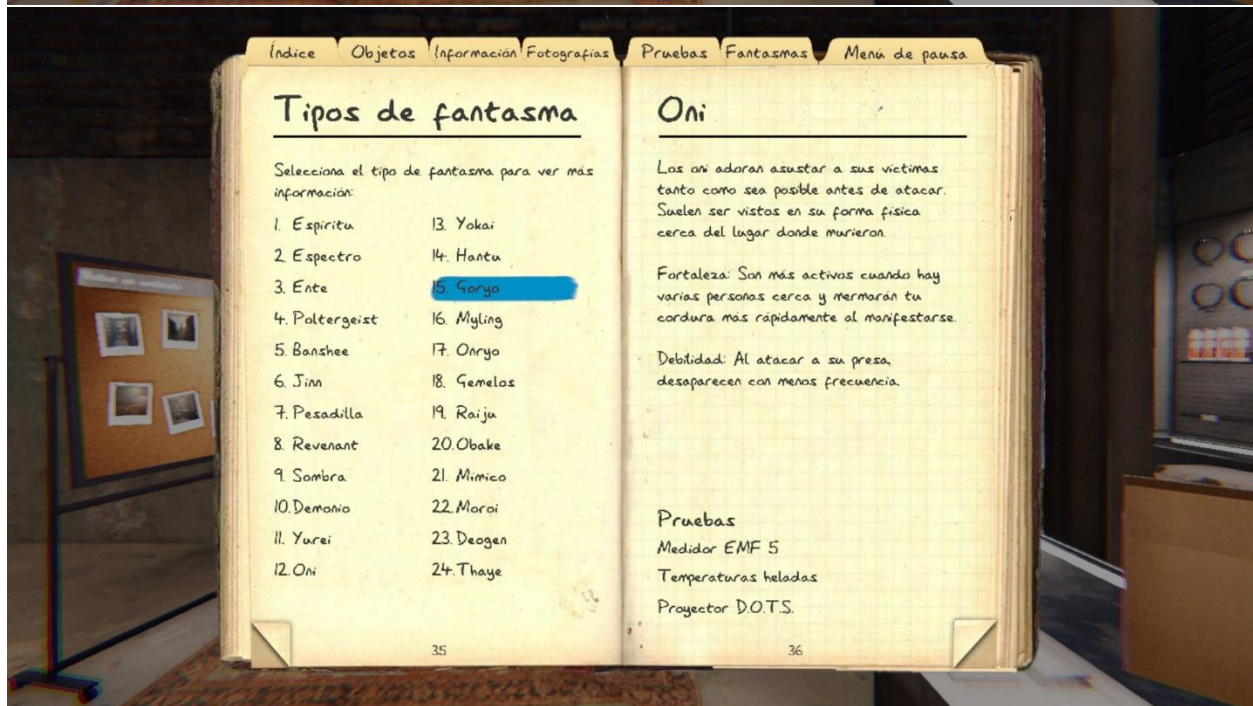 Índice
Objetos
Información
Fotografías
Pruebas
Fantasmas
Menú de pausa
Tipos de fantasma
Selecciona el tipo de fantasma para ver más
información:
1. Espíritu
2. Espectro
3. Ente
4. Poltergeist
5. Banshee
6. Jinn
7. Pesadilla
8. Revenant
9. Sombra
10. Demonio
11. Yurei
12. Oni
13. Yokai
14. Hantu
15. Goryo
16. Myling
17. Onryo
18. Gemelos
19. Raiju
20. Obake
21. Mímico
22. Moroi
23. Deogen
24. Thaye
35
Oni
Los oni adoran asustar a sus víctimas
tanto como sea posible antes de atacar.
Suelen ser vistos en su forma física
cerca del lugar donde murieron.
Fortaleza: Son más activos cuando hay
varias personas cerca y mermarán tu
cordura más rápidamente al manifestarse.
Debilidad: Al atacar a su presa,
desaparecen con menos frecuencia.
Pruebas
Medidor EMF 5
Temperaturas heladas
Proyector D.O.T.S.
36